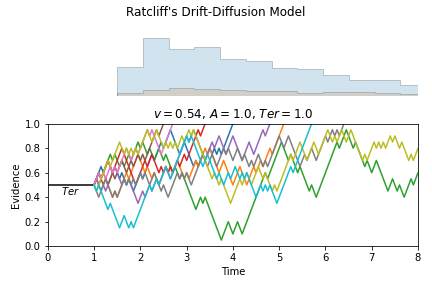 Ratcliff's Drift-Diffusion Model
v = 0.54, A = 1.0, Ter = 1.0
1.0
0.8
0.6
0.4
0.2
0.0
Evidence
Ter
0 1 2 3 4 5 6 7 8
Time